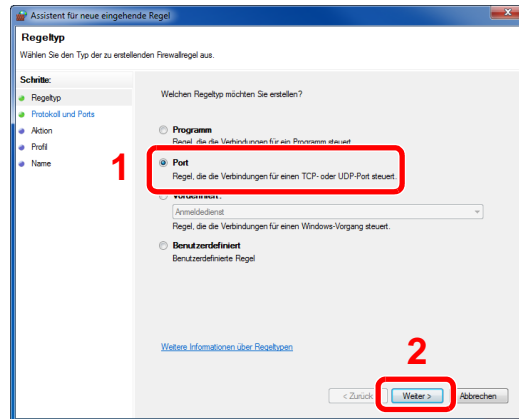 Assistent für neue eingehende Regel
Regeltyp
Wählen Sie den Typ der zu erstellenden Firewallregel aus.
Schritte:
Regeltyp
Protokoll und Ports
Aktion
Profil
Name
Welchen Regeltyp möchten Sie erstellen?
Programm
Regel, die die Verbindungen für ein Programm steuert.
1
Port
Regel, die die Verbindungen für einen TCP- oder UDP-Port steuert.
Vordefiniert:
Anmeldedienst
Regel, die die Verbindungen für einen Windows-Vorgang steuert.
Benutzerdefiniert
Benutzerdefinierte Regel
Weitere Informationen über Regeltypen
2
< Zurück
Weiter >
Abbrechen